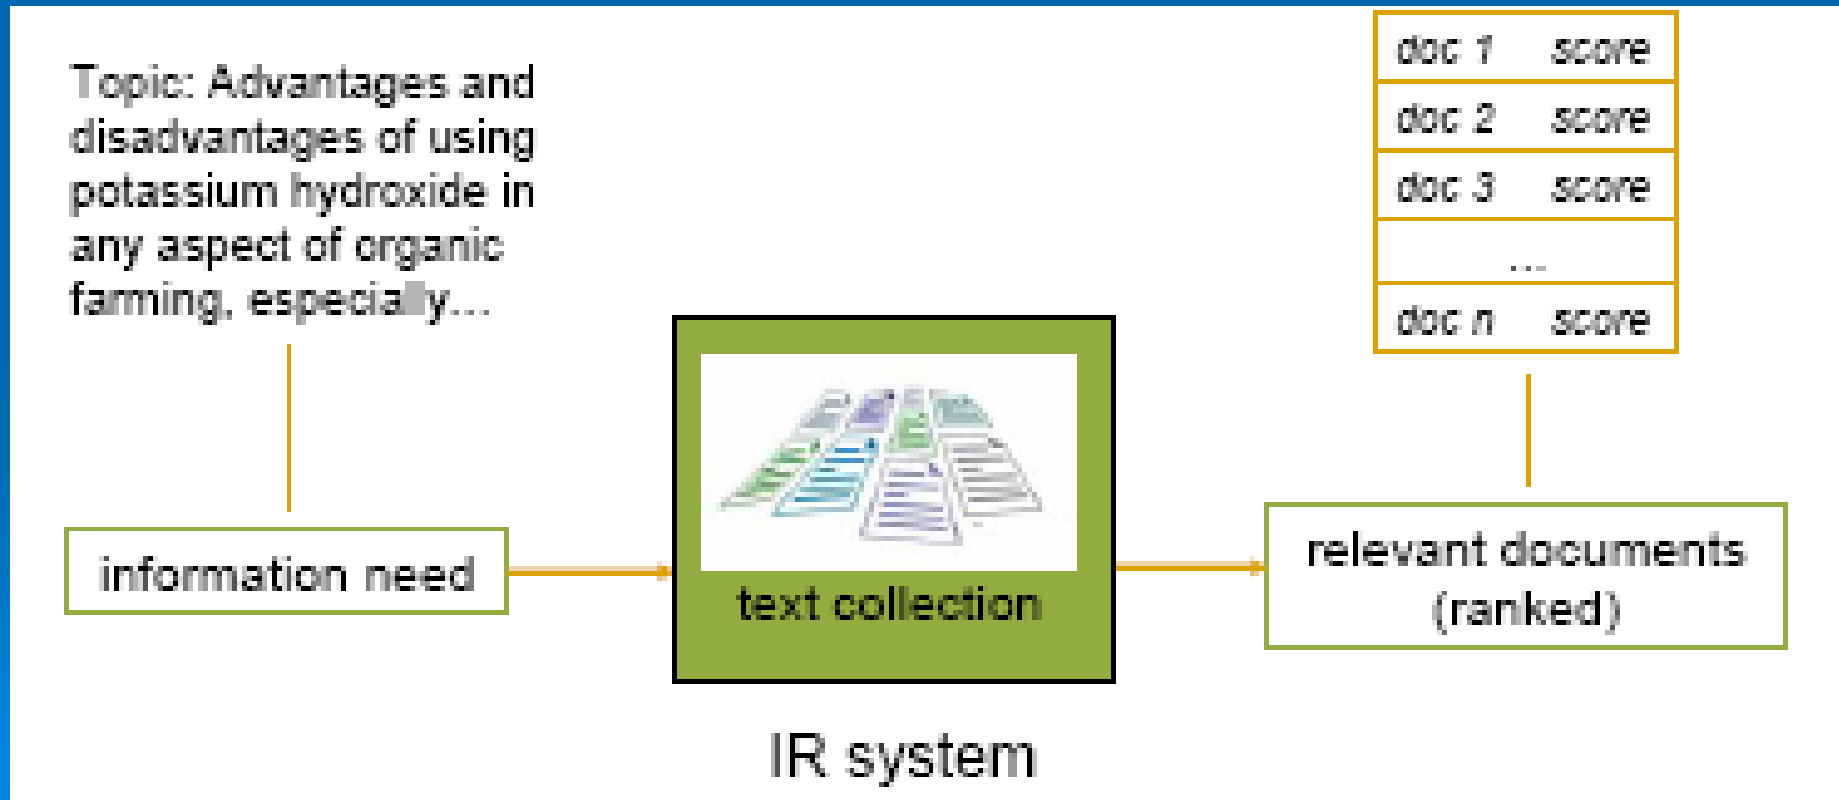 Topic: Advantages and
disadvantages of using
potassium hydroxide in
any aspect of organic
farming, especially...
information need
text collection
IR system
doc 1 score
doc 2 score
doc 3 score
...
doc n score
relevant documents
(ranked)